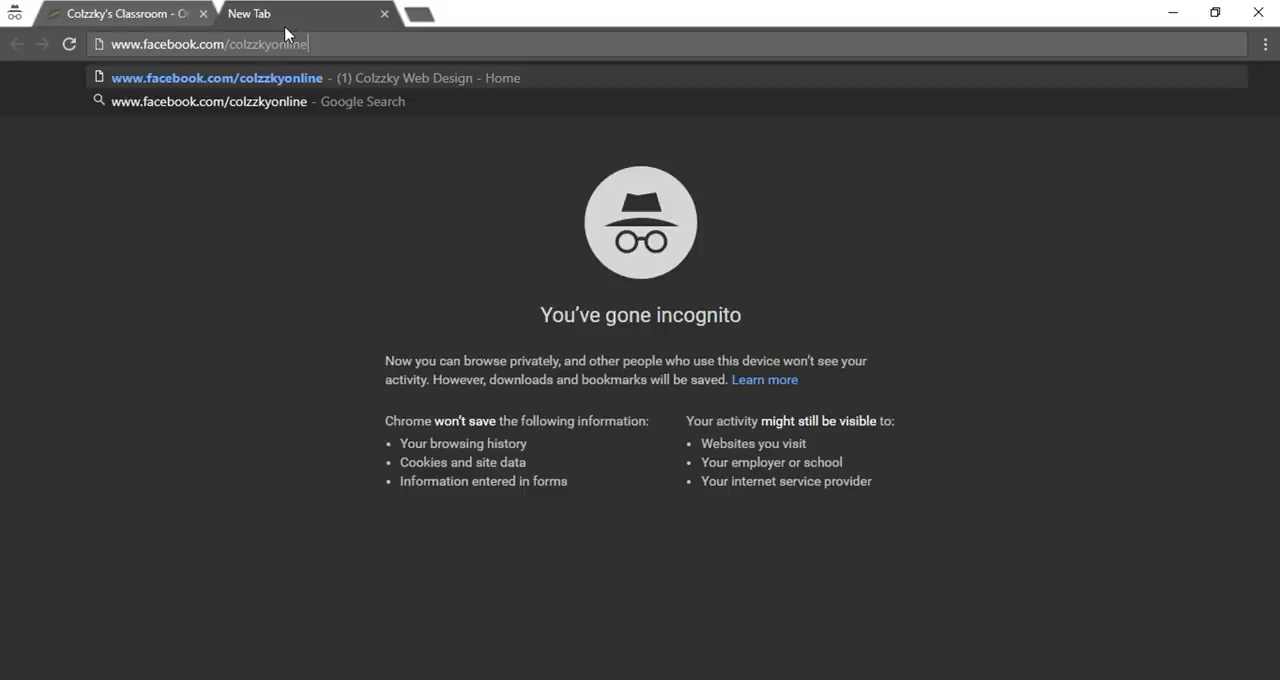 Colzzky's Classroom - O
New Tab
www.facebook.com/colzzkyonline
www.facebook.com/colzzkyonline - (1) Colzzky Web Design - Home
www.facebook.com/colzzkyonline - Google Search
You've gone incognito
Now you can browse privately, and other people who use this device won't see your
activity. However, downloads and bookmarks will be saved. Learn more
Chrome won't save the following information:
• Your browsing history
• Cookies and site data
• Information entered in forms
Your activity might still be visible to:
• Websites you visit
• Your employer or school
• Your internet service provider